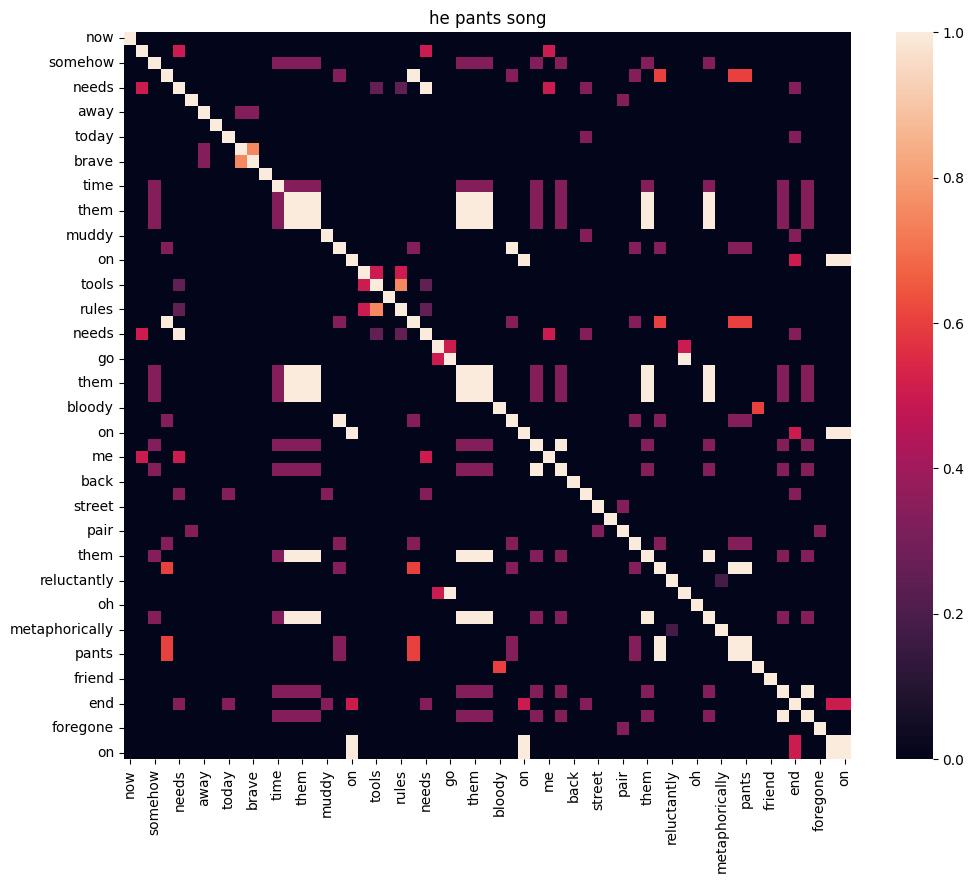 he pants song
now
somehow
needs
away
today
brave
time
them
muddy
on
tools
rules
needs
go
them
bloody
on
me
back
street
pair
them
reluctantly
oh
metaphorically
pants
friend
end
foregone
on
now
somehow
needs
away
today
brave
time
them
muddy
on
tools
rules
needs
go
them
bloody
on
me
back
street
pair
them
reluctantly
oh
metaphorically
pants
friend
end
foregone
on
1.0
0.8
0.6
0.4
0.2
0.0